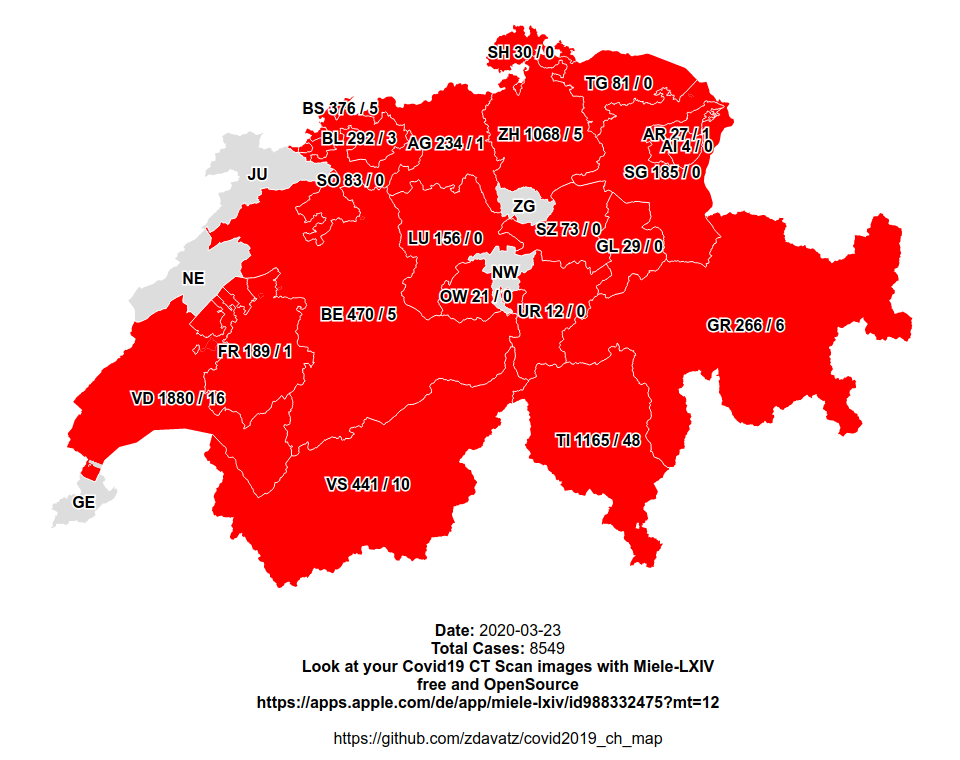 SH 30 / 0
TG 81 / 0
BS 376 / 5
BL 292 / 3
AG 234 / 1
ZH 1068 / 5
AR 27 / 1
AI 4 / 0
JU
SO 83 / 0
SG 185 / 0
ZG
SZ 73 / 0
LU 156 / 0
GL 29 / 0
NE
NW
OW 21 / 0
BE 470 / 5
UR 12 / 0
GR 266 / 6
FR 189 / 1
VD 1880 / 16
TI 1165 / 48
VS 441 / 10
GE
Date: 2020-03-23
Total Cases: 8549
Look at your Covid19 CT Scan images with Miele-LXIV
free and OpenSource
https://apps.apple.com/de/app/miele-lxiv/id988332475?mt=12
https://github.com/zdavatz/covid2019_ch_map